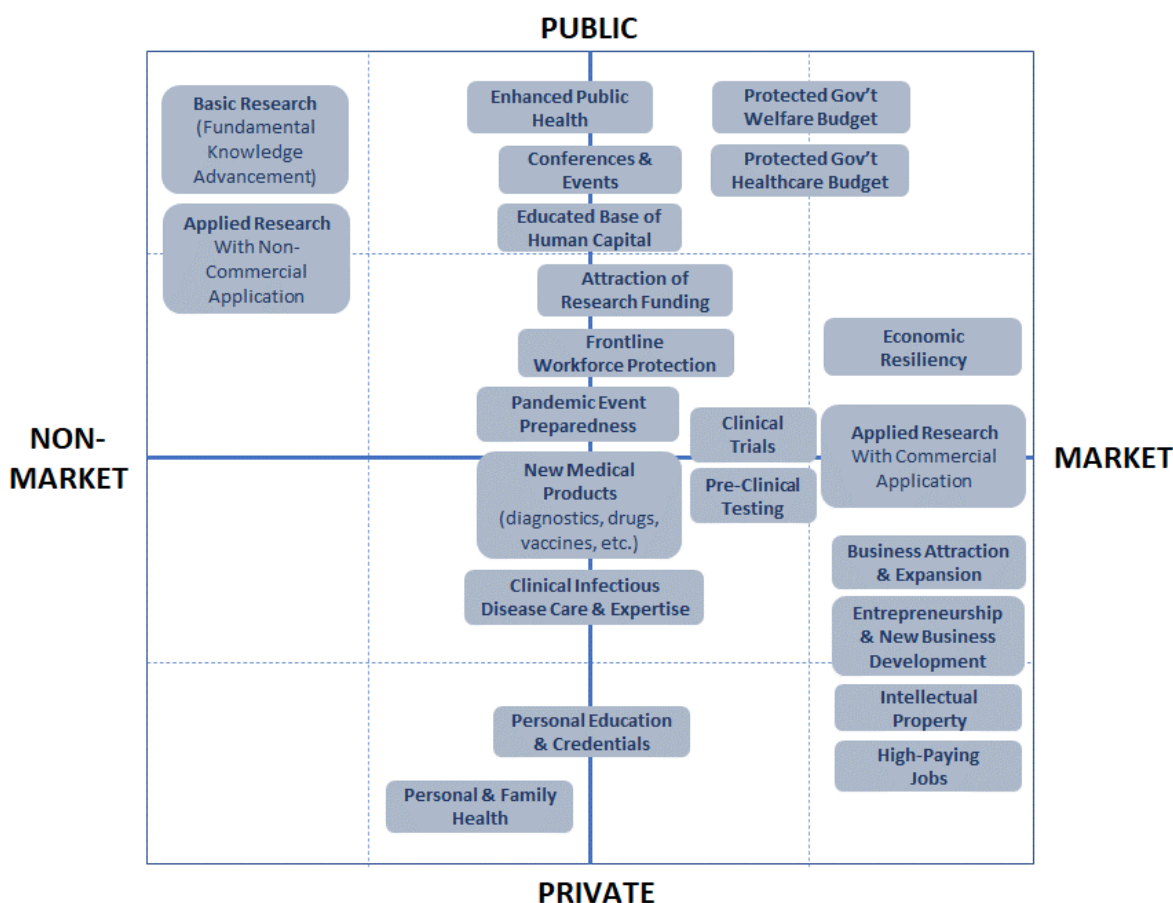 PUBLIC
Basic Research
(Fundamental
Knowledge
Advancement)
Enhanced Public
Health
Protected Gov't
Welfare Budget
Conferences &
Events
Protected Gov't
Healthcare Budget
Applied Research
With Non-
Commercial
Application
Educated Base of
Human Capital
Attraction of
Research Funding
Frontline
Workforce Protection
Economic
Resiliency
Pandemic Event
Preparedness
Clinical
Trials
Applied Research
With Commercial
Application
NON-
MARKET
MARKET
New Medical
Products
(diagnostics, drugs,
vaccines, etc.)
Pre-Clinical
Testing
Business Attraction
& Expansion
Clinical Infectious
Disease Care & Expertise
Entrepreneurship
& New Business
Development
Intellectual
Property
Personal Education
& Credentials
High-Paying
Jobs
Personal & Family
Health
PRIVATE